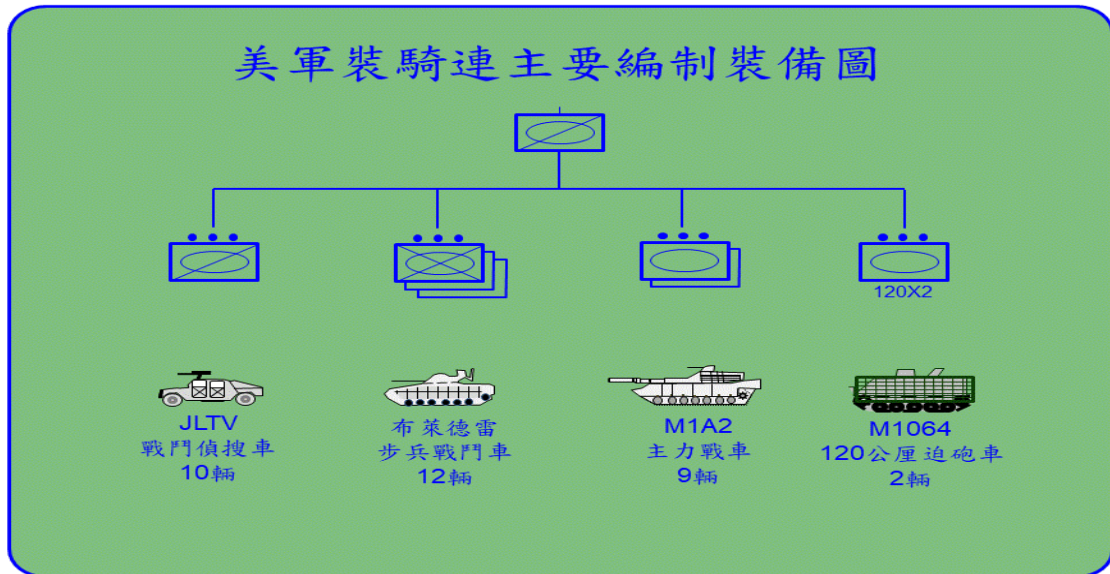 美軍裝騎連主要編制裝備圖
120X2
JLTV
戰鬥偵搜車
10輛
布萊德雷
步兵戰鬥車
12輛
M1A2
主力戰車
9輛
M1064
120公厘迫砲車
2輛